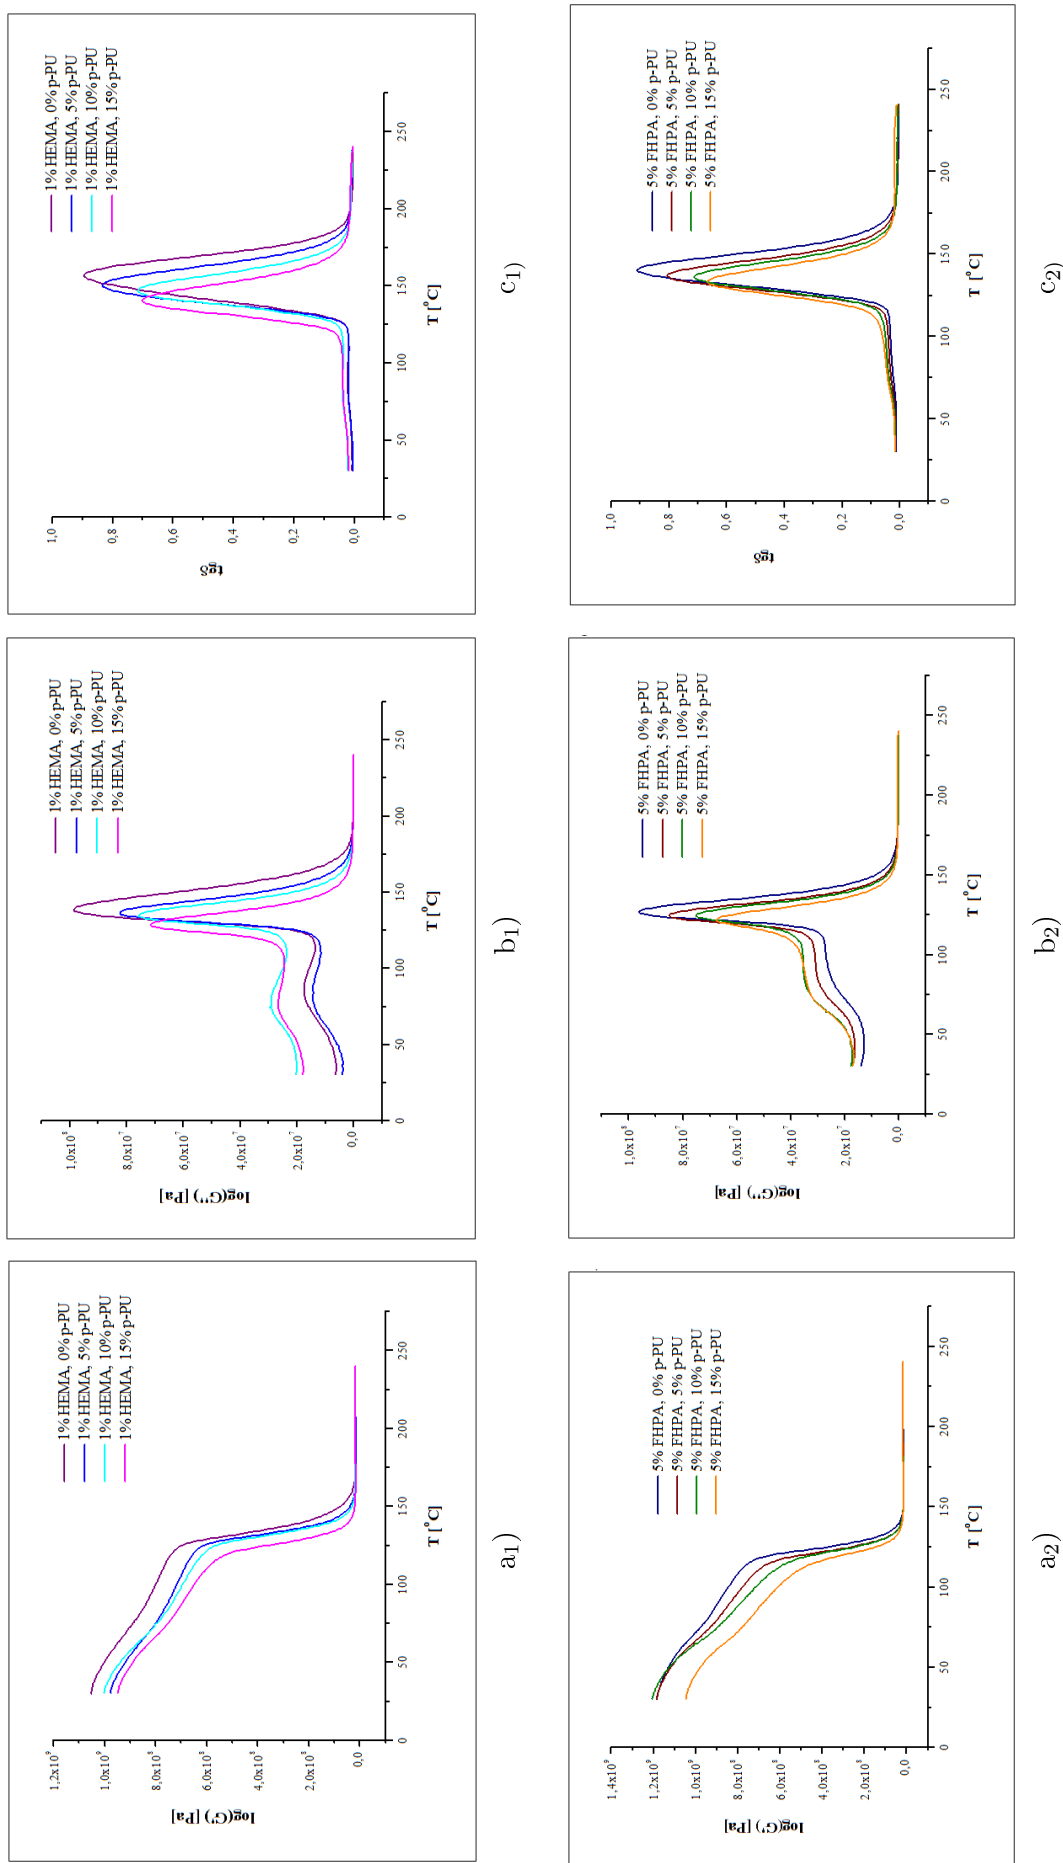 log(G') [Pa]
1,2x10⁹
1,0x10⁹
8,0x10⁸
6,0x10⁸
4,0x10⁸
2,0x10⁸
0,0
1% HEMA, 0% p-PU
1% HEMA, 5% p-PU
1% HEMA, 10% p-PU
1% HEMA, 15% p-PU
0 50 100 150 200 250
T [°C]
a1)
log(G'') [Pa]
1,0x10⁸
8,0x10⁷
6,0x10⁷
4,0x10⁷
2,0x10⁷
0,0
1% HEMA, 0% p-PU
1% HEMA, 5% p-PU
1% HEMA, 10% p-PU
1% HEMA, 15% p-PU
0 50 100 150 200 250
T [°C]
b1)
tgδ
1,0
0,8
0,6
0,4
0,2
0,0
1% HEMA, 0% p-PU
1% HEMA, 5% p-PU
1% HEMA, 10% p-PU
1% HEMA, 15% p-PU
0 50 100 150 200 250
T [°C]
c1)
log(G') [Pa]
1,4x10⁹
1,2x10⁹
1,0x10⁹
8,0x10⁸
6,0x10⁸
4,0x10⁸
2,0x10⁸
0,0
5% FHPA, 0% p-PU
5% FHPA, 5% p-PU
5% FHPA, 10% p-PU
5% FHPA, 15% p-PU
0 50 100 150 200 250
T [°C]
a2)
log(G'') [Pa]
1,0x10⁸
8,0x10⁷
6,0x10⁷
4,0x10⁷
2,0x10⁷
0,0
5% FHPA, 0% p-PU
5% FHPA, 5% p-PU
5% FHPA, 10% p-PU
5% FHPA, 15% p-PU
0 50 100 150 200 250
T [°C]
b2)
tgδ
1,0
0,8
0,6
0,4
0,2
0,0
5% FHPA, 0% p-PU
5% FHPA, 5% p-PU
5% FHPA, 10% p-PU
5% FHPA, 15% p-PU
0 50 100 150 200 250
T [°C]
c2)